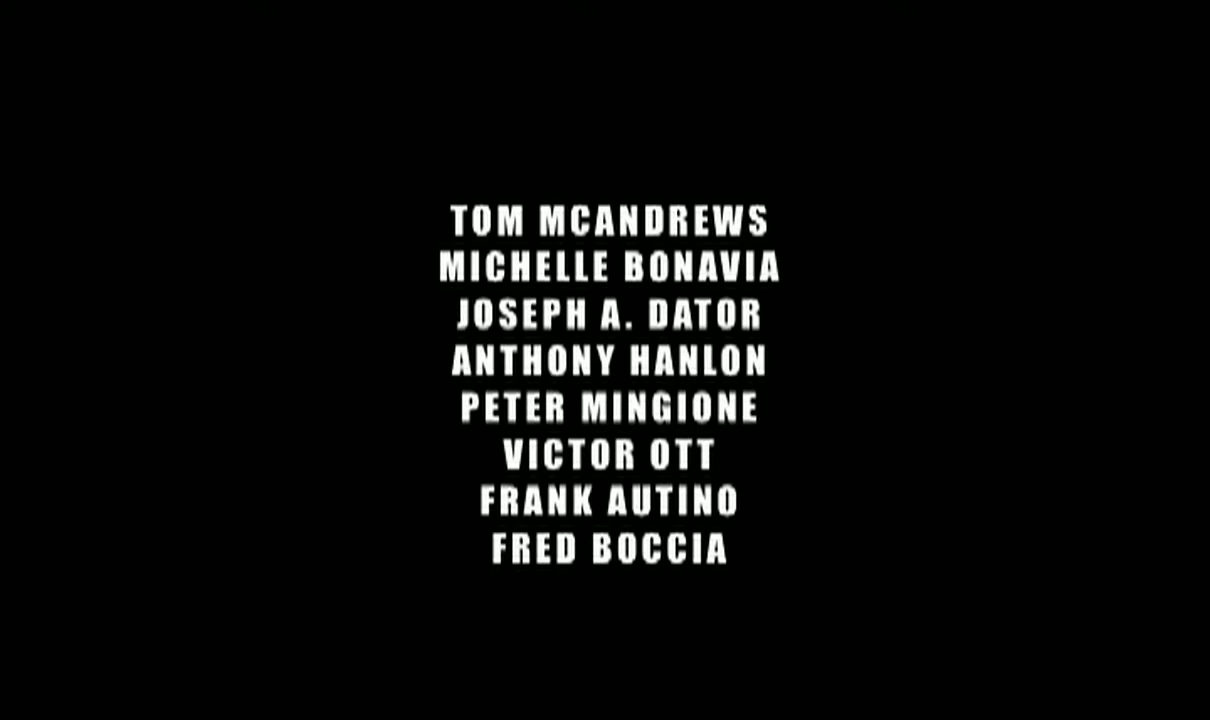 TOM MCANDREWS
MICHELLE BONAVIA
JOSEPH A. DATOR
ANTHONY HANLON
PETER MINGIONE
VICTOR OTT
FRANK AUTINO
FRED BOCCIA